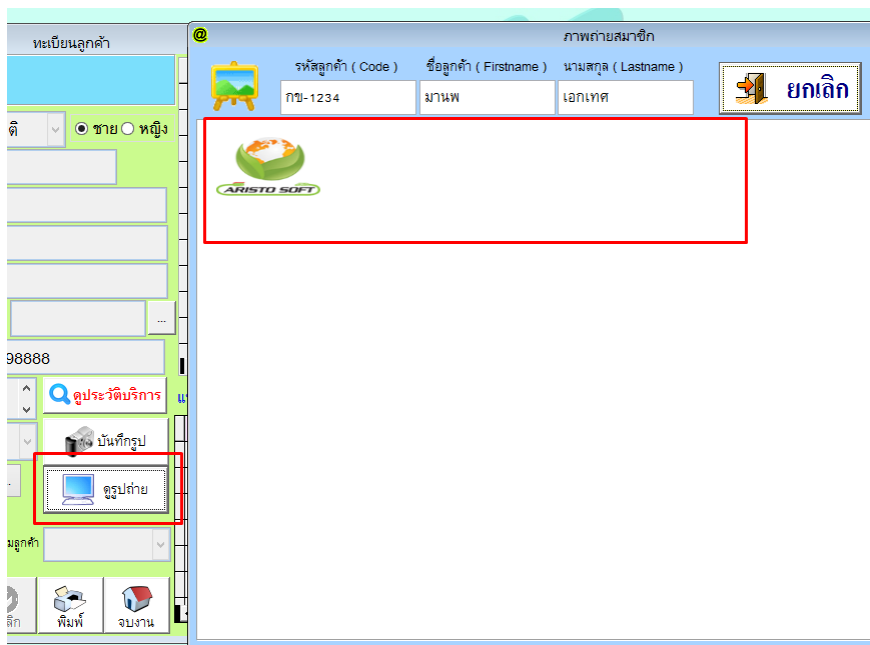 ทะเบียนลูกค้า
@ ภาพถ่ายสมาชิก
รหัสลูกค้า ( Code ) ชื่อลูกค้า ( Firstname ) นามสกุล ( Lastname )
กข-1234 มานพ เอกเทศ
ยกเลิก
ชาย หญิง
ARISTO SOFT
...
98888
ดูประวัติบริการ
บันทึกรูป
ดูรูปถ่าย
มลูกค้า
พิมพ์ จบงาน